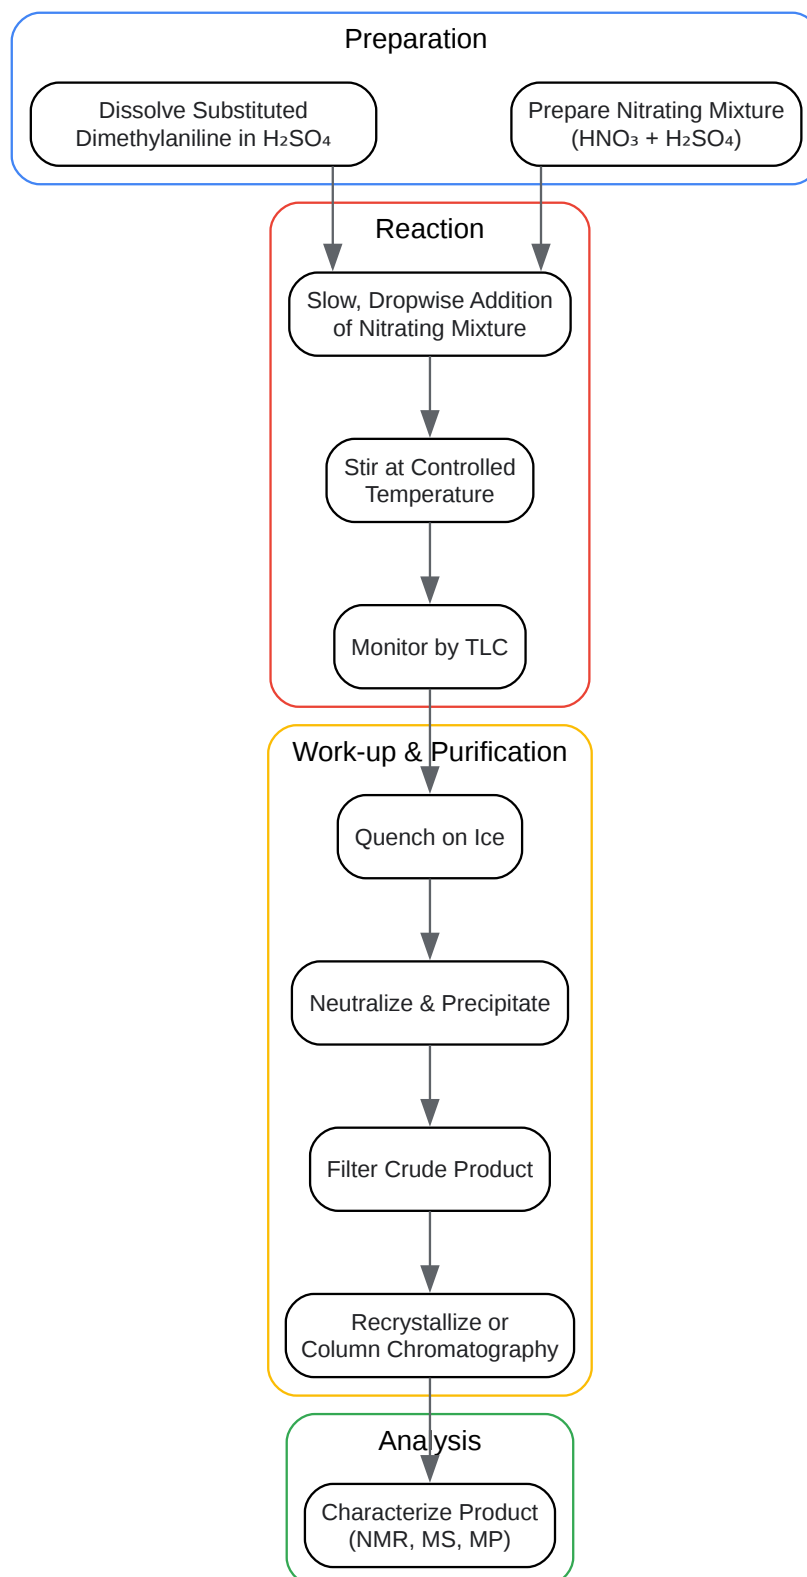 Preparation
Dissolve Substituted
Dimethylaniline in H₂SO₄
Prepare Nitrating Mixture
(HNO₃ + H₂SO₄)
Reaction
Slow, Dropwise Addition
of Nitrating Mixture
Stir at Controlled
Temperature
Monitor by TLC
Work-up & Purification
Quench on Ice
Neutralize & Precipitate
Filter Crude Product
Recrystallize or
Column Chromatography
Analysis
Characterize Product
(NMR, MS, MP)